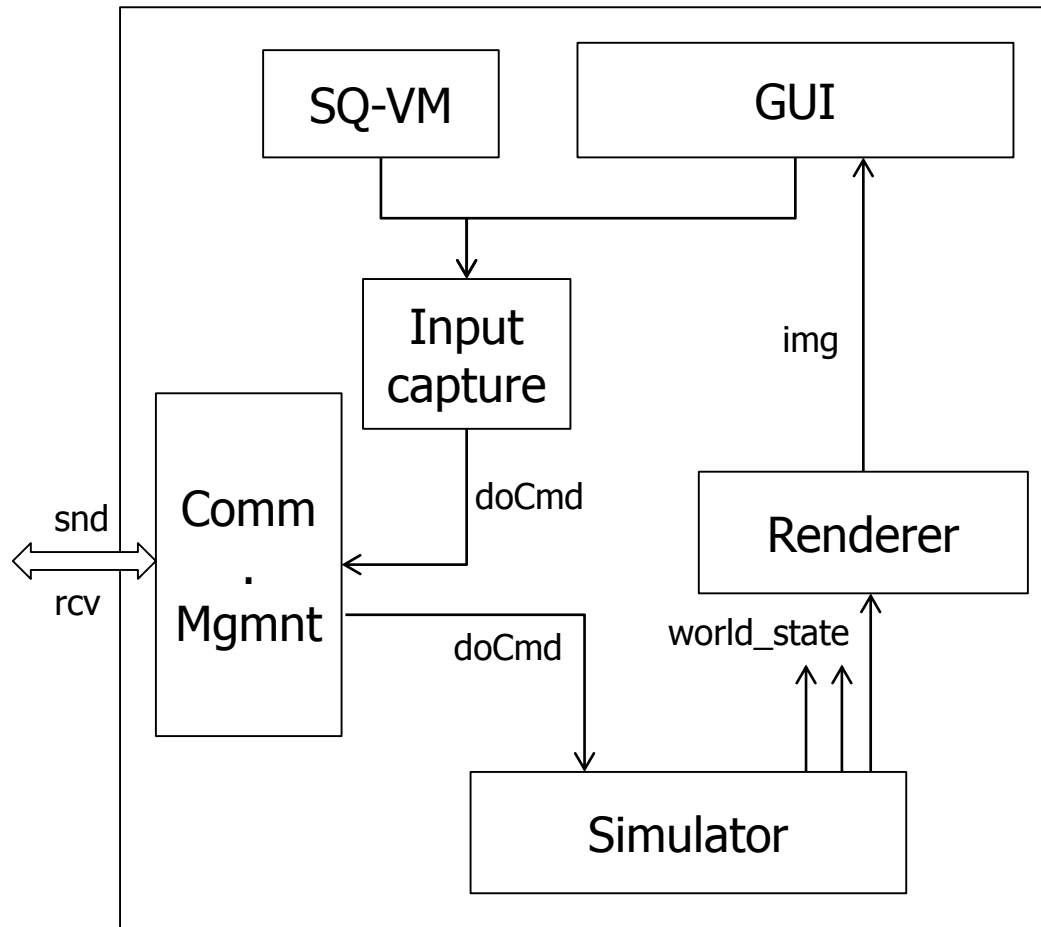 SQ-VM
GUI
Input
capture
img
doCmd
snd
rcv
Comm
.
Mgmnt
Renderer
doCmd
world_state
Simulator